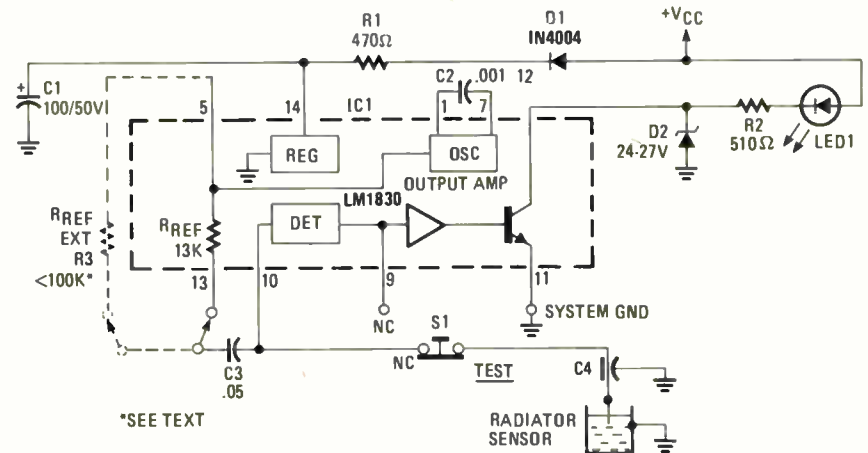 +VCC
R1
470Ω
D1
IN4004
+
C1
100/50V
5
14
IC1
C2 .001
12
1
7
REG
OSC
D2
24-27V
R2
510Ω
LED1
OUTPUT AMP
LM1830
RREF
EXT
R3
<100K*
RREF
13K
DET
13
10
9
11
NC
SYSTEM GND
S1
NC
TEST
C3
.05
C4
*SEE TEXT
RADIATOR
SENSOR